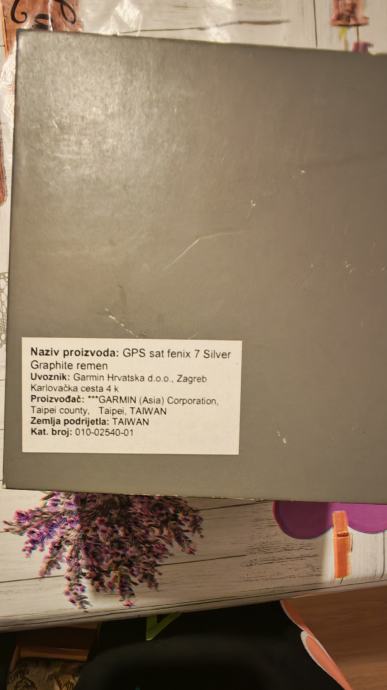 Naziv proizvoda: GPS sat fenix 7 Silver
Graphite remen
Uvoznik: Garmin Hrvatska d.o.o., Zagreb
Karlovačka cesta 4 k
Proizvođač: ***GARMIN (Asia) Corporation,
Taipei county, Taipei, TAIWAN
Zemlja podrijetla: TAIWAN
Kat. broj: 010-02540-01